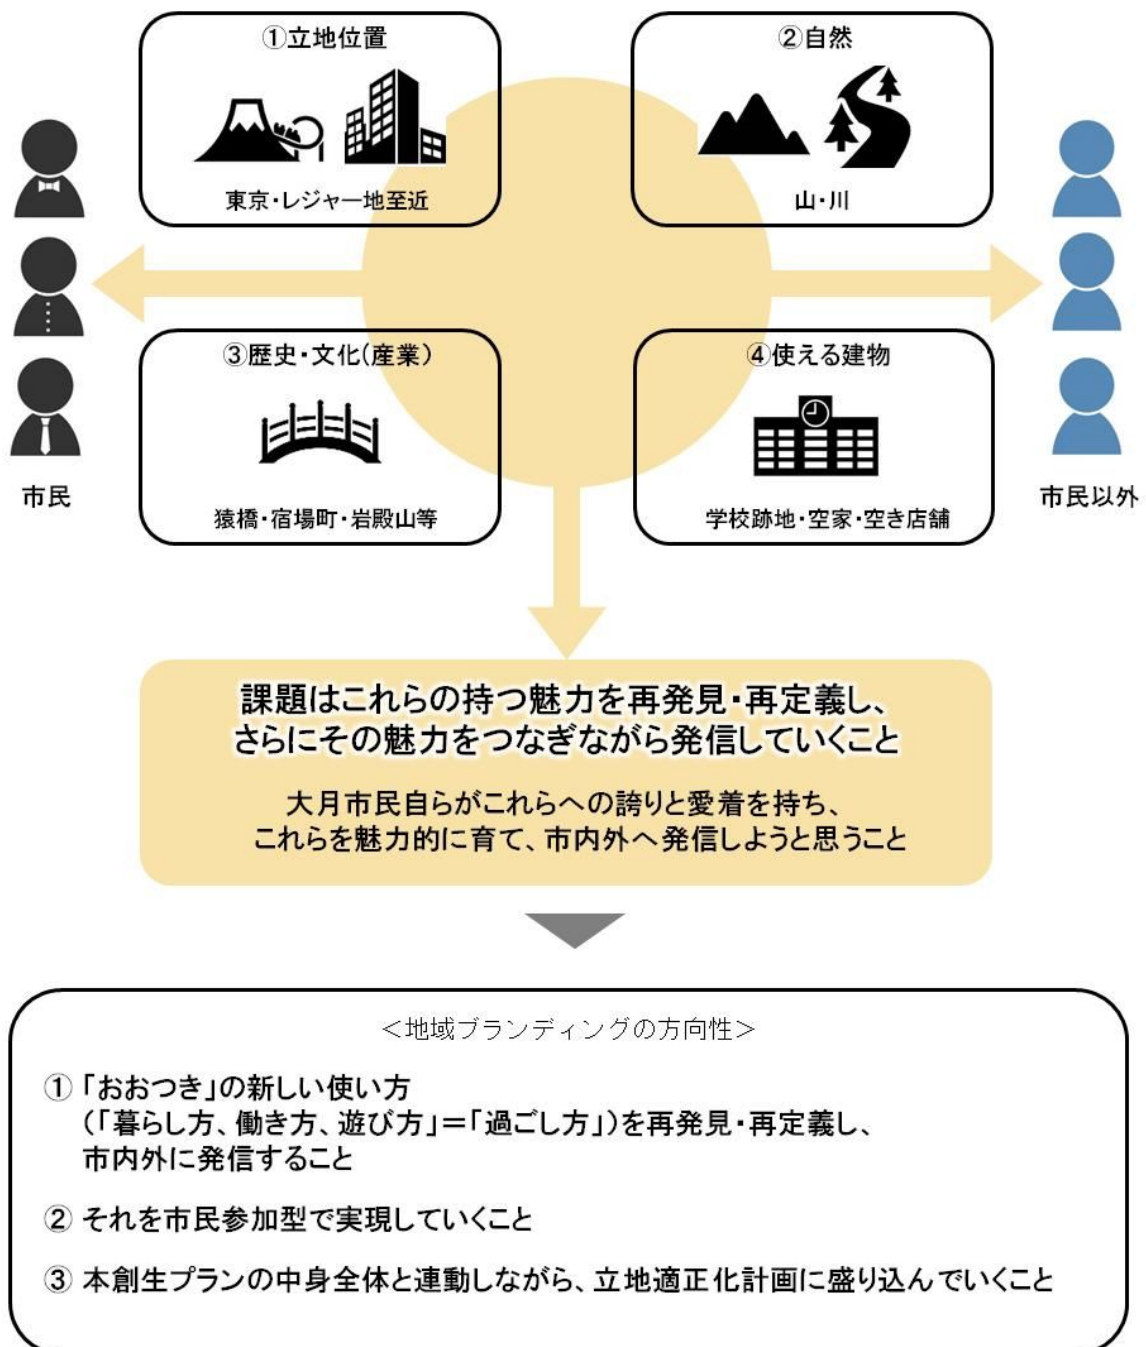 ①立地位置
東京・レジャー地至近
②自然
山・川
③歴史・文化(産業)
猿橋・宿場町・岩殿山等
④使える建物
学校跡地・空家・空き店舗
市民
市民以外
課題はこれらの持つ魅力を再発見・再定義し、
さらにその魅力をつなぎながら発信していくこと
大月市民自らがこれらへの誇りと愛着を持ち、
これらを魅力的に育て、市内外へ発信しようと思うこと
＜地域ブランディングの方向性＞
①「おおつき」の新しい使い方
(「暮らし方、働き方、遊び方」＝「過ごし方」)を再発見・再定義し、
市内外に発信すること
② それを市民参加型で実現していくこと
③ 本創生プランの中身全体と連動しながら、立地適正化計画に盛り込んでいくこと